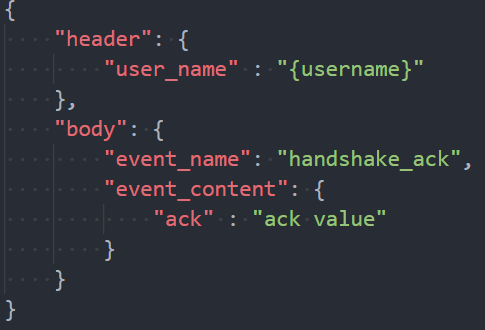 {
    "header": {
        "user_name" : "{username}"
    },
    "body": {
        "event_name": "handshake_ack",
        "event_content": {
            "ack" : "ack value"
        }
    }
}